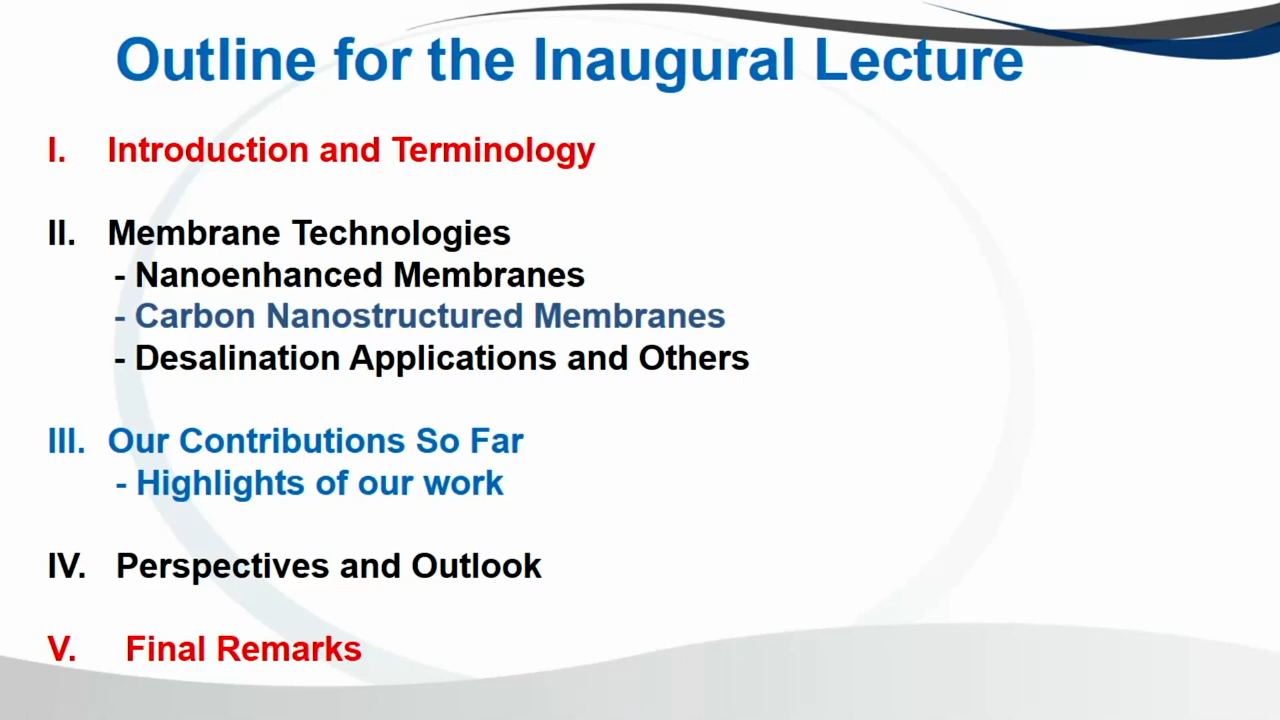 Outline for the Inaugural Lecture
I. Introduction and Terminology
II. Membrane Technologies
- Nanoenhanced Membranes
- Carbon Nanostructured Membranes
- Desalination Applications and Others
III. Our Contributions So Far
- Highlights of our work
IV. Perspectives and Outlook
V. Final Remarks